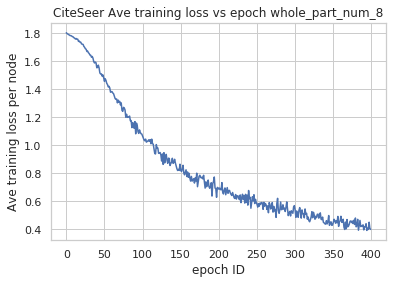 CiteSeer Ave training loss vs epoch whole_part_num_8
Ave training loss per node
1.8
1.6
1.4
1.2
1.0
0.8
0.6
0.4
0 50 100 150 200 250 300 350 400
epoch ID